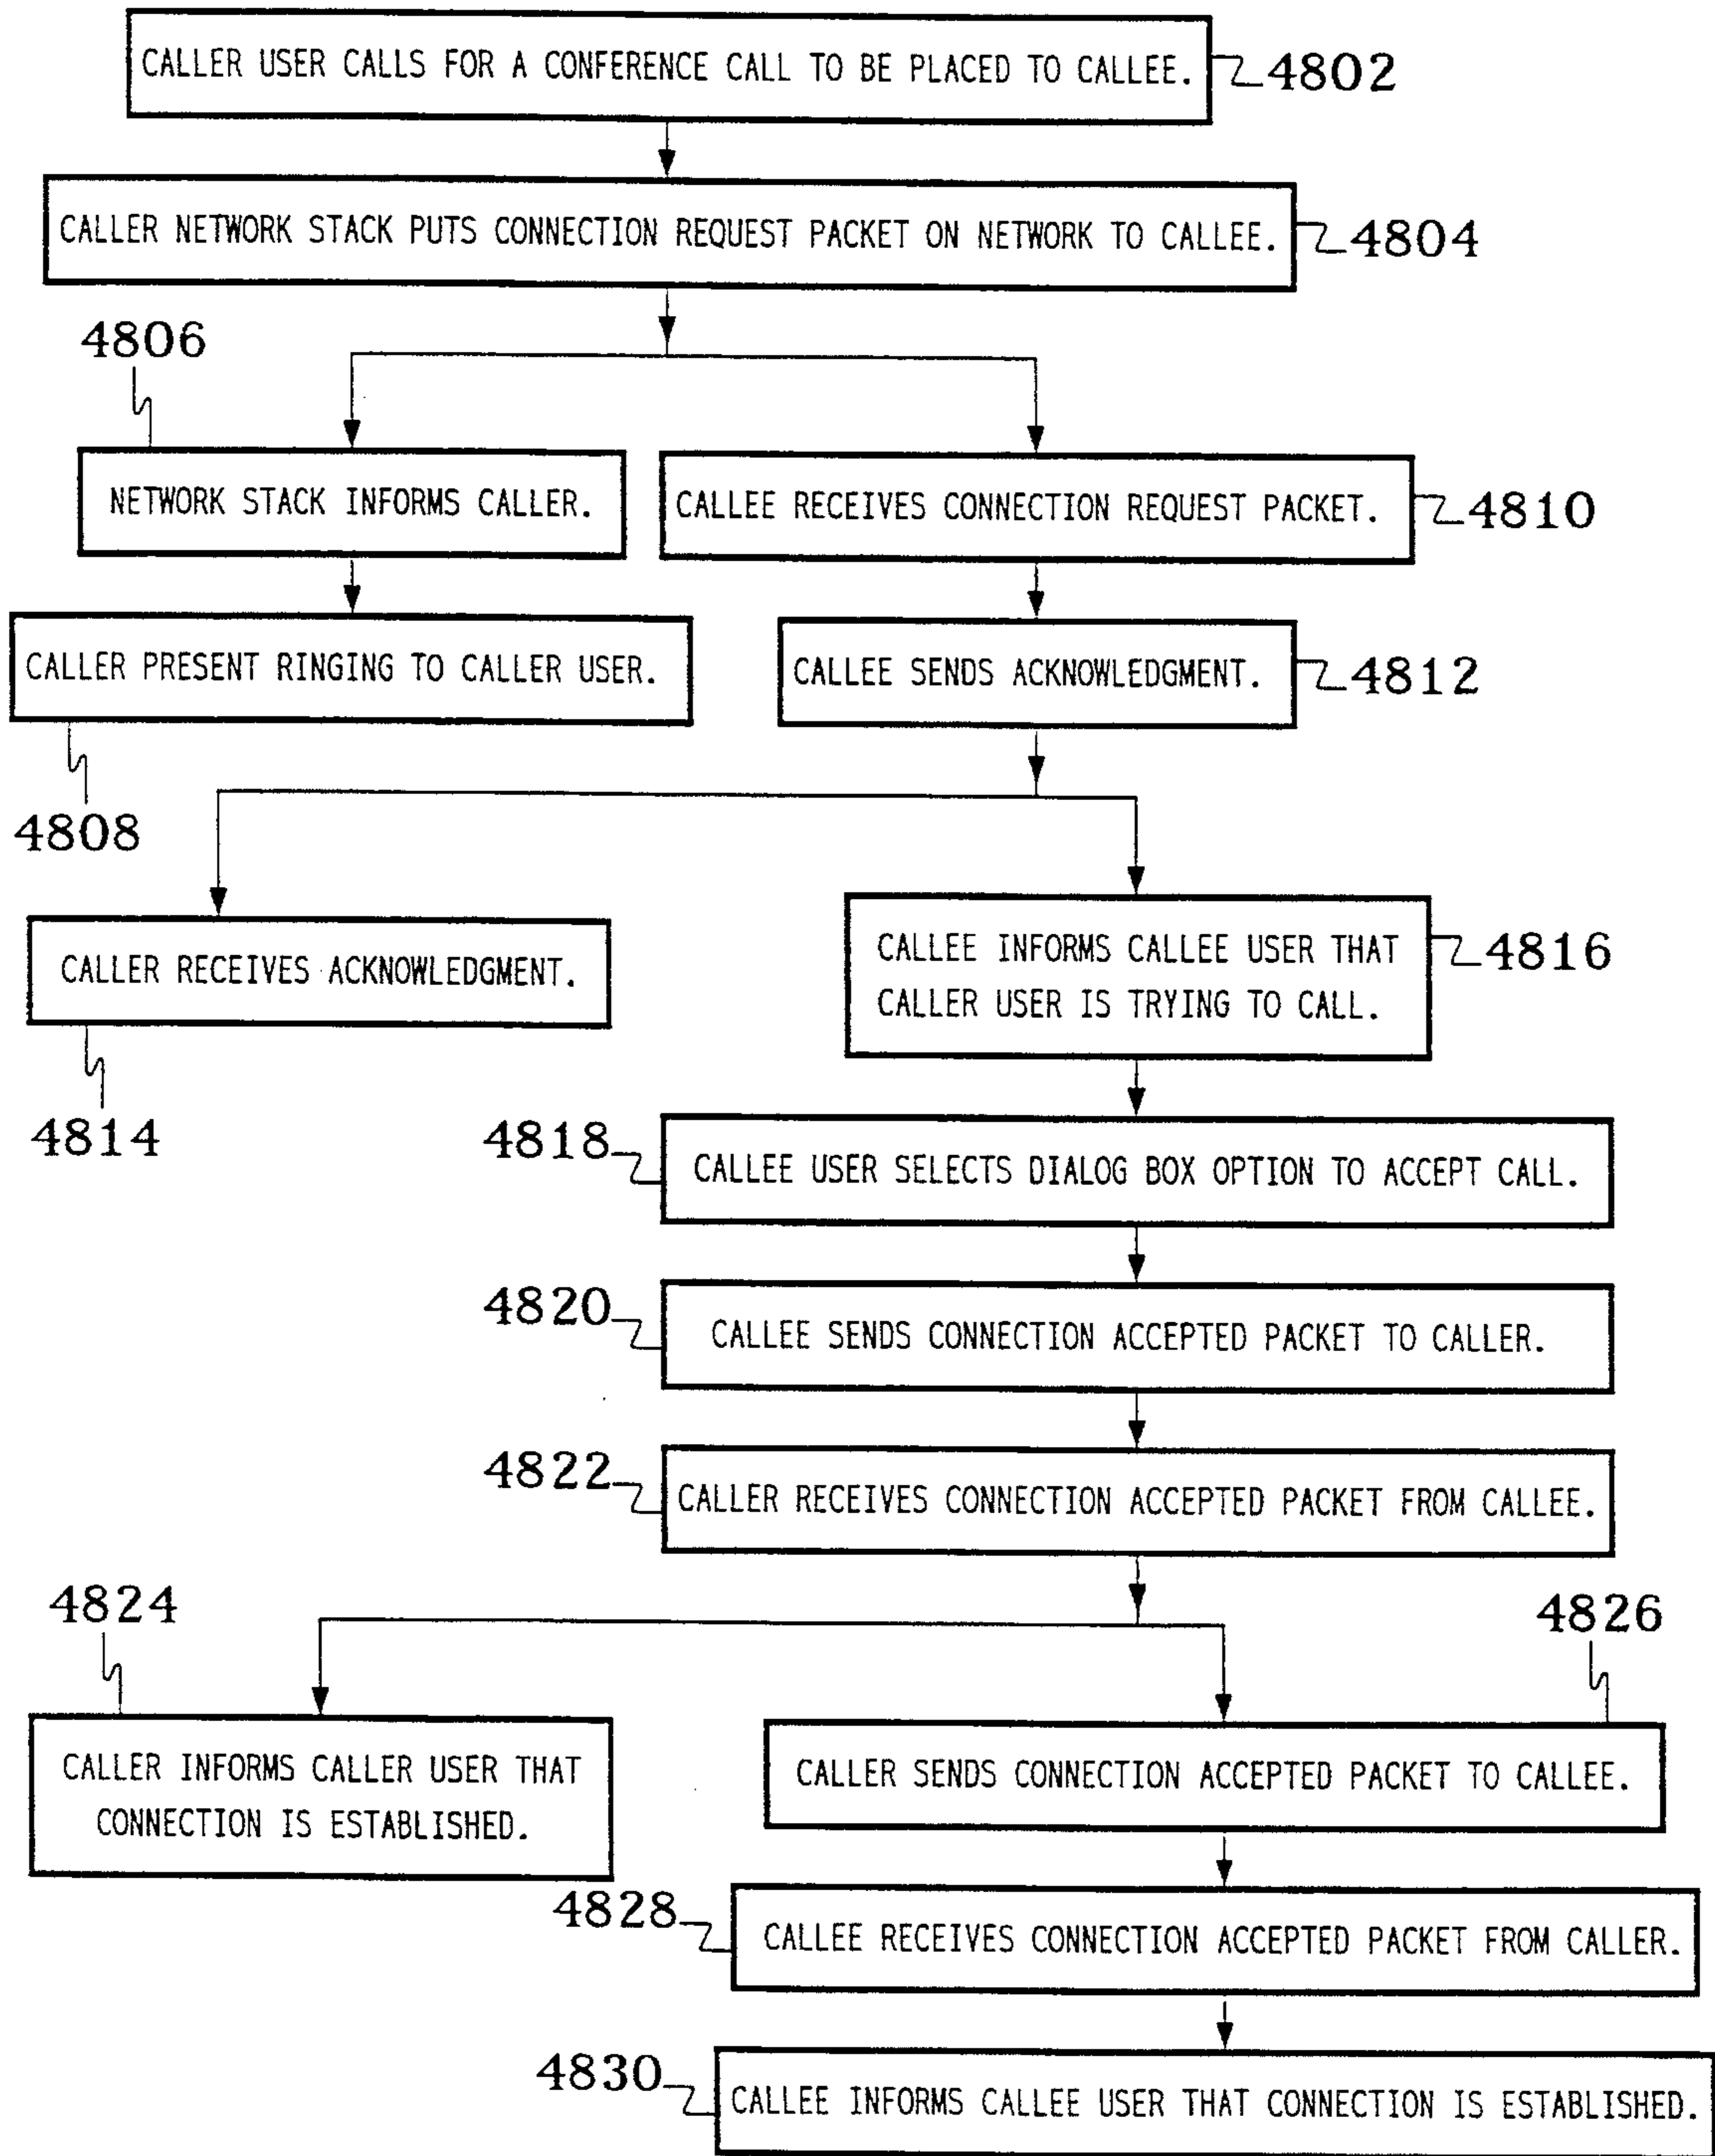 CALLER USER CALLS FOR A CONFERENCE CALL TO BE PLACED TO CALLEE.
4802
CALLER NETWORK STACK PUTS CONNECTION REQUEST PACKET ON NETWORK TO CALLEE.
4804
4806
NETWORK STACK INFORMS CALLER.
CALLEE RECEIVES CONNECTION REQUEST PACKET.
4810
CALLER PRESENT RINGING TO CALLER USER.
4808
CALLEE SENDS ACKNOWLEDGMENT.
4812
CALLER RECEIVES ACKNOWLEDGMENT.
4814
CALLEE INFORMS CALLEE USER THAT
CALLER USER IS TRYING TO CALL.
4816
4818
CALLEE USER SELECTS DIALOG BOX OPTION TO ACCEPT CALL.
4820
CALLEE SENDS CONNECTION ACCEPTED PACKET TO CALLER.
4822
CALLER RECEIVES CONNECTION ACCEPTED PACKET FROM CALLEE.
4824
CALLER INFORMS CALLER USER THAT
CONNECTION IS ESTABLISHED.
4826
CALLER SENDS CONNECTION ACCEPTED PACKET TO CALLEE.
4828
CALLEE RECEIVES CONNECTION ACCEPTED PACKET FROM CALLER.
4830
CALLEE INFORMS CALLEE USER THAT CONNECTION IS ESTABLISHED.